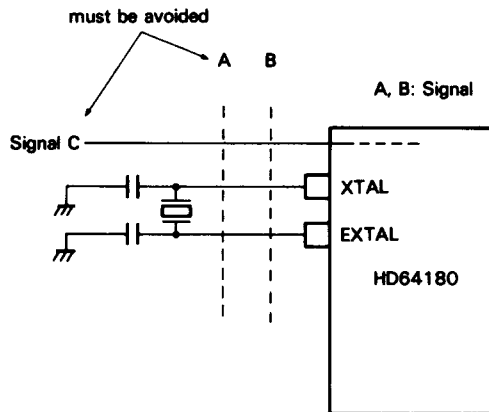 must be avoided
A B
A, B: Signal
Signal C
XTAL
EXTAL
HD64180